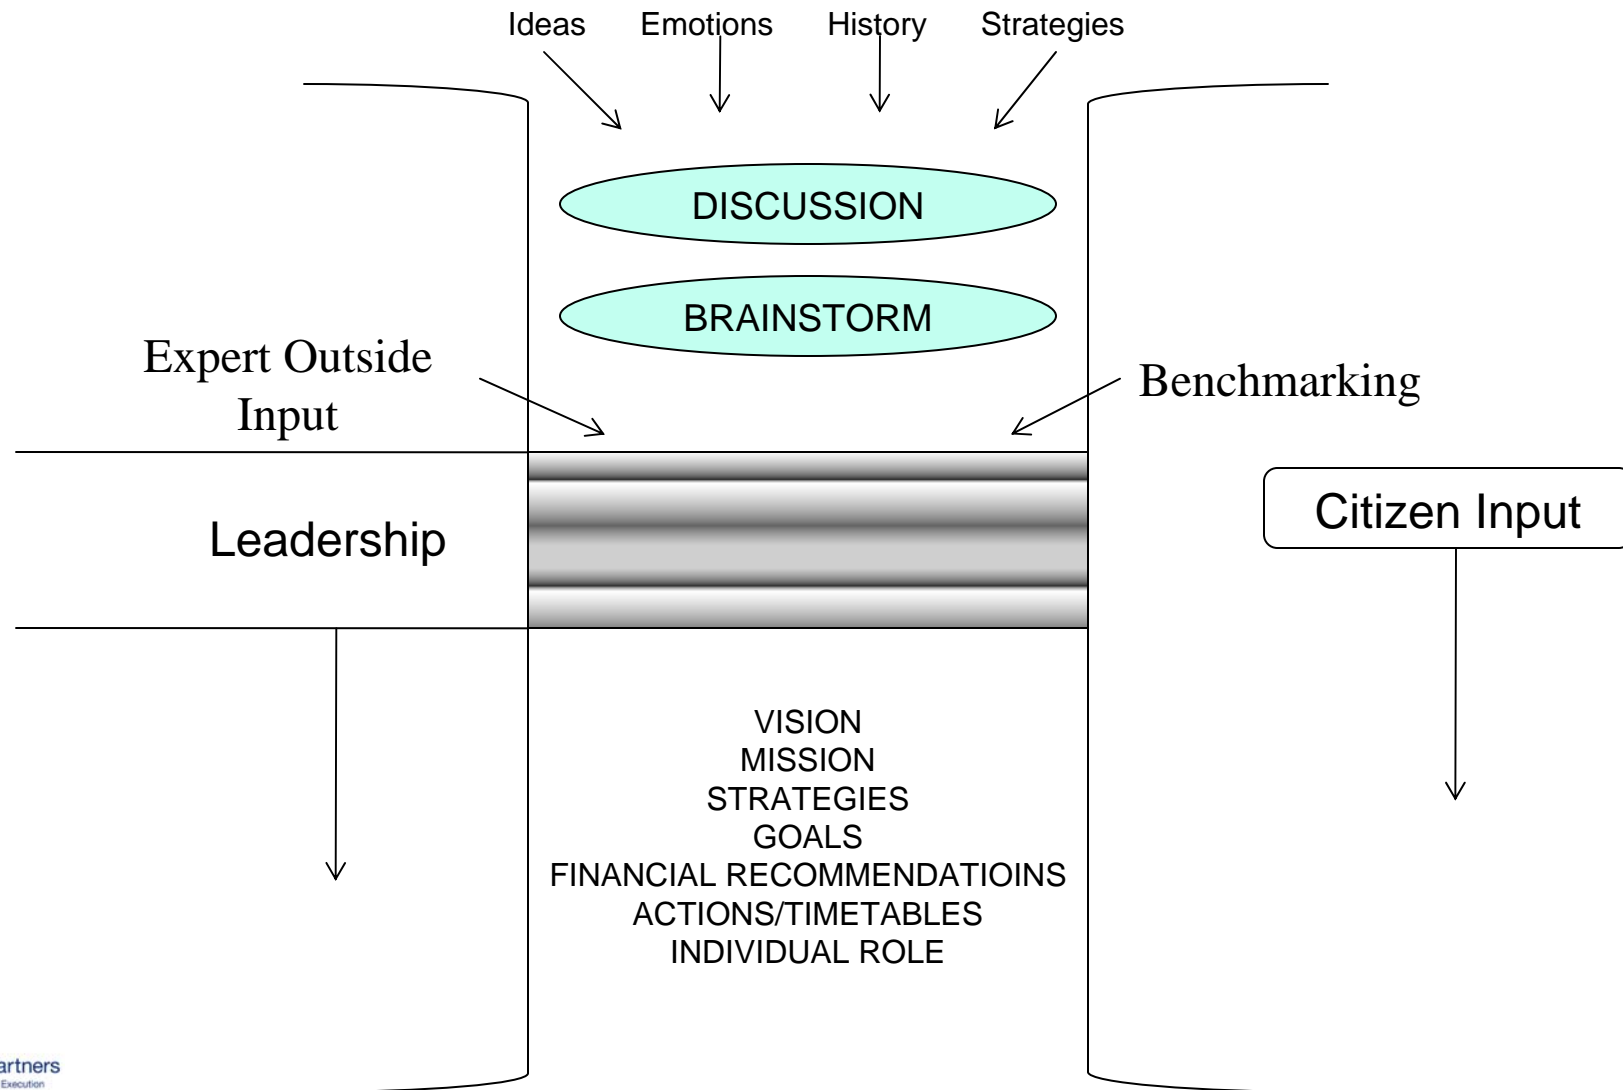 Ideas Emotions History Strategies
DISCUSSION
BRAINSTORM
Expert Outside
Input
Benchmarking
Leadership
Citizen Input
VISION
MISSION
STRATEGIES
GOALS
FINANCIAL RECOMMENDATIOINS
ACTIONS/TIMETABLES
INDIVIDUAL ROLE
artners
Execution